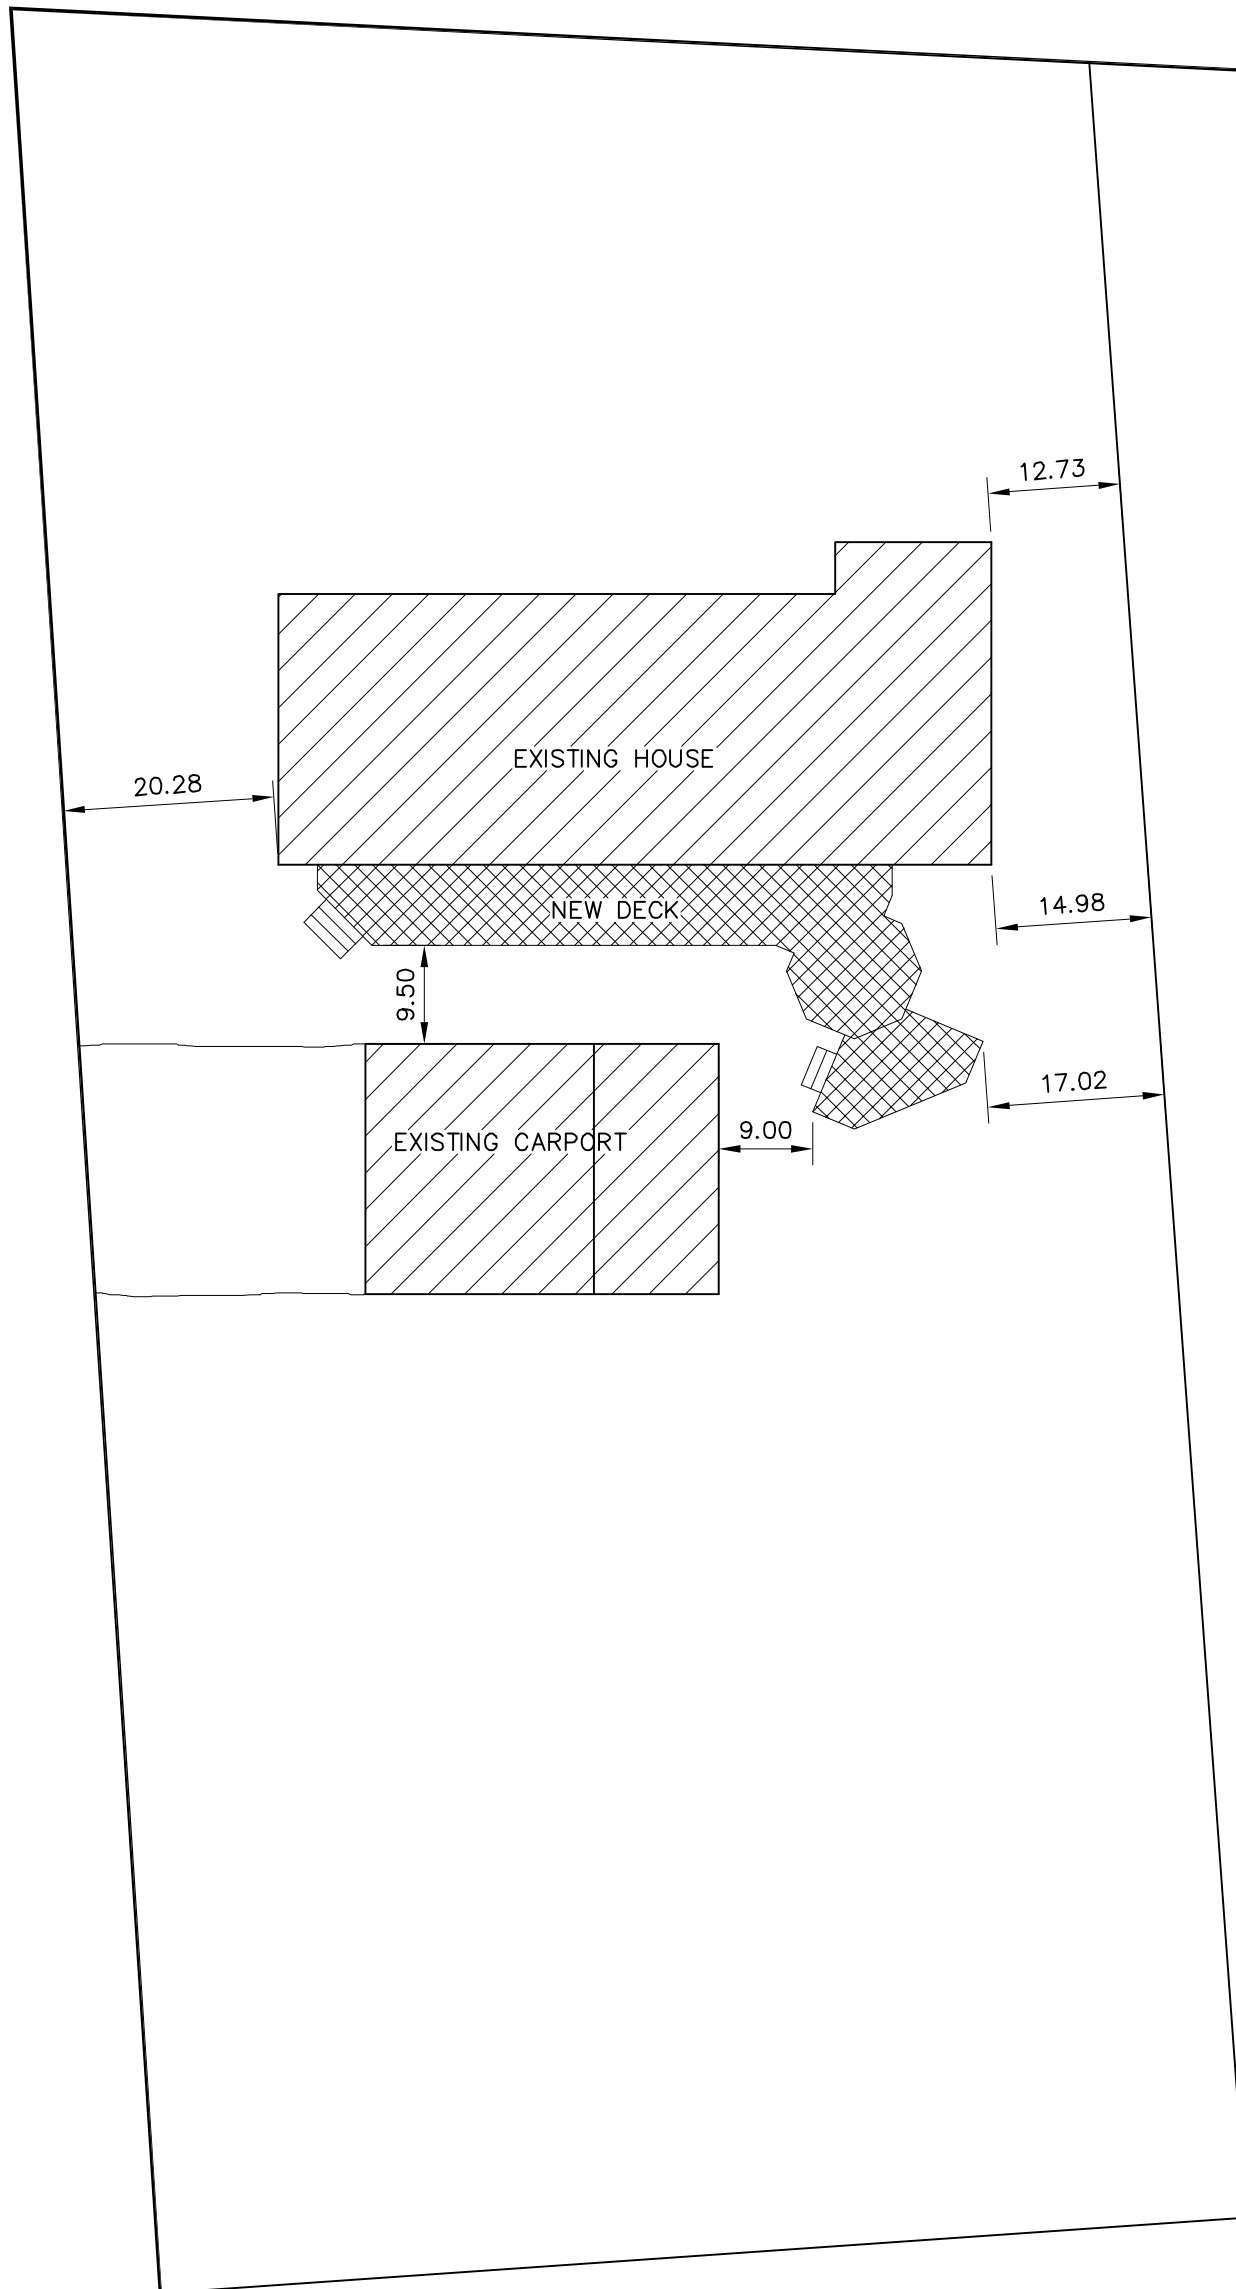 12.73
EXISTING HOUSE
20.28
NEW DECK
14.98
9.50
17.02
9.00
EXISTING CARPORT